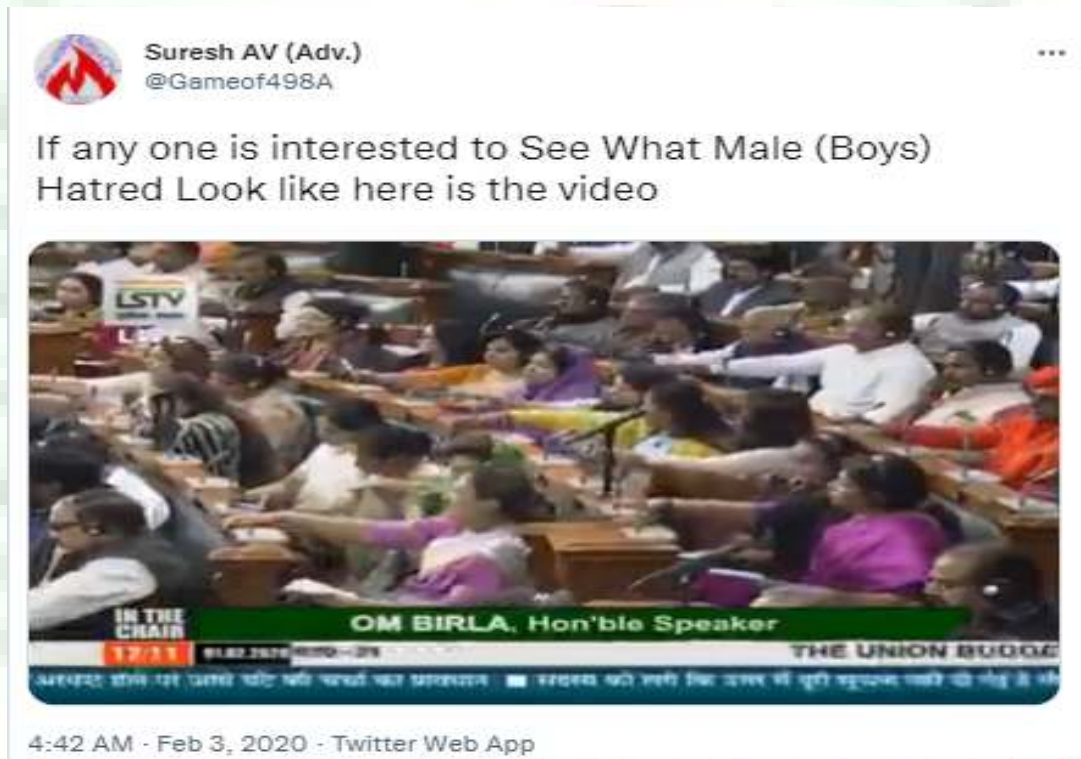 Suresh AV (Adv.)
@Gameof498A
If any one is interested to See What Male (Boys)
Hatred Look like here is the video
LSTV
IN THE
CHAIR
OM BIRLA, Hon'ble Speaker
12/11
THE UNION BUDGE
4:42 AM · Feb 3, 2020 · Twitter Web App